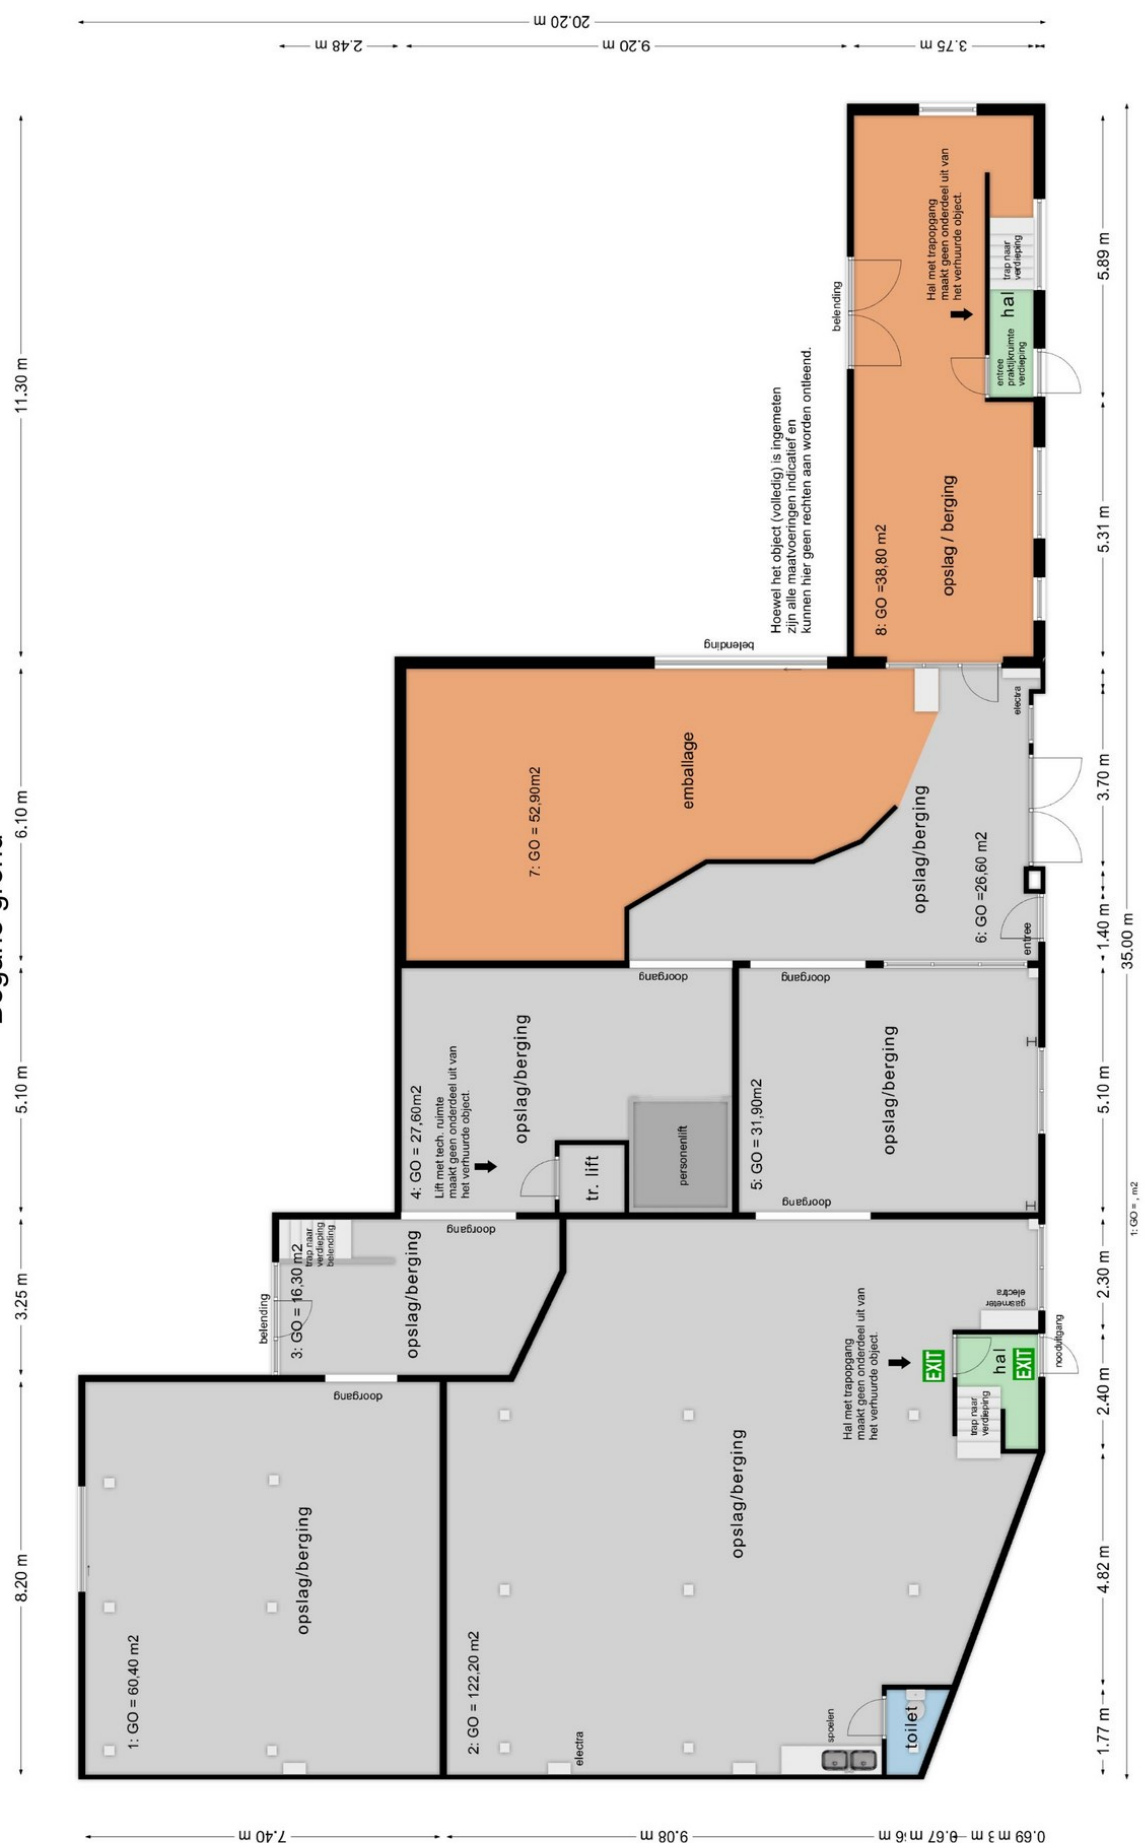 20.20 m
2.48 m
9.20 m
3.75 m
11.30 m
6.10 m
5.10 m
3.25 m
8.20 m
5.89 m
5.31 m
3.70 m
1.40 m
5.10 m
2.30 m
2.40 m
4.82 m
1.77 m
35.00 m
7.40 m
9.08 m
0.67 m
0.69 m
1: GO = , m2
Hal met trapopgang
maakt geen onderdeel uit van
het verhuurde object.
trap naar
verdieping
hal
entree
praktijkruimte
verdieping
belending
8: GO =38,80 m2
opslag / berging
Hoewel het object (volledig) is ingemeten
zijn alle maatvoeringen indicatief en
kunnen hier geen rechten aan worden ontleend.
belending
7: GO = 52,90m2
emballage
electra
opslag/berging
6: GO =26,60 m2
entree
doorgang
doorgang
4: GO = 27,60m2
Lift met tech. ruimte
maakt geen onderdeel uit van
het verhuurde object.
opslag/berging
tr. lift
personenlift
5: GO = 31,90m2
opslag/berging
doorgang
doorgang
belending
3: GO = 16,30 m2
trap naar
verdieping
belending
opslag/berging
doorgang
1: GO = 60,40 m2
opslag/berging
2: GO = 122,20 m2
opslag/berging
Hal met trapopgang
maakt geen onderdeel uit van
het verhuurde object.
EXIT
hal
EXIT
trap naar
verdieping
gasmeter
electra
nooduitgang
electra
spoelen
toilet